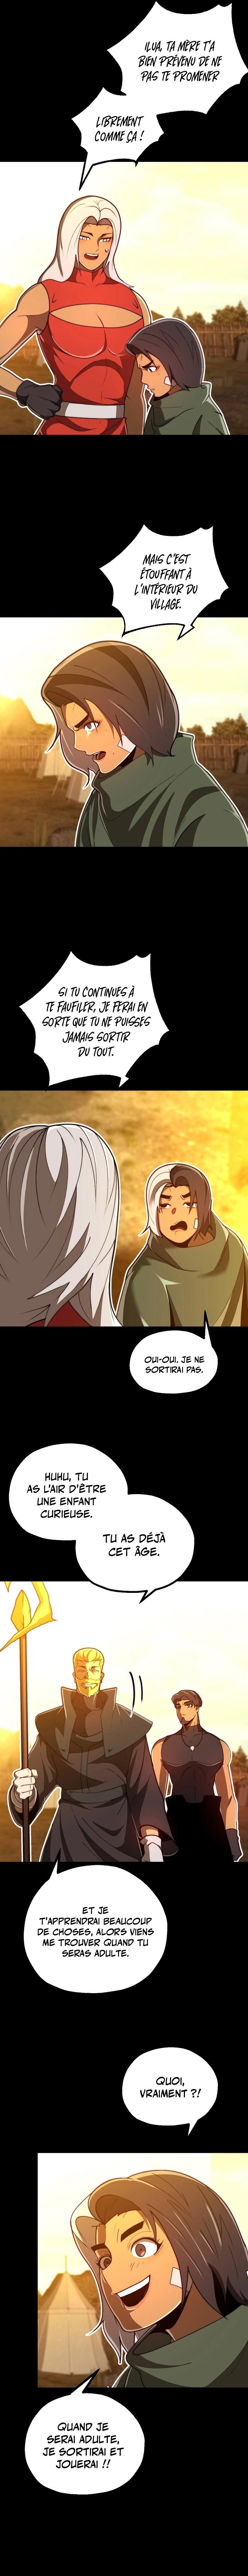 ILUA, TA MÈRE T'A
BIEN PRÉVENU DE NE
PAS TE PROMENER
LIBREMENT
COMME ÇA !
MAIS C'EST
ÉTOUFFANT À
L'INTÉRIEUR DU
VILLAGE.
SI TU CONTINUES À
TE FAUFILER, JE FERAI EN
SORTE QUE TU NE PUISSES
JAMAIS SORTIR
DU TOUT.
OUI-OUI. JE NE
SORTIRAI PAS.
HUHU, TU
AS L'AIR D'ÊTRE
UNE ENFANT
CURIEUSE.
TU AS DÉJÀ
CET ÂGE.
ET JE
T'APPRENDRAI BEAUCOUP
DE CHOSES, ALORS VIENS
ME TROUVER QUAND TU
SERAS ADULTE.
QUOI,
VRAIMENT ?!
QUAND JE
SERAI ADULTE,
JE SORTIRAI ET
JOUERAI !!